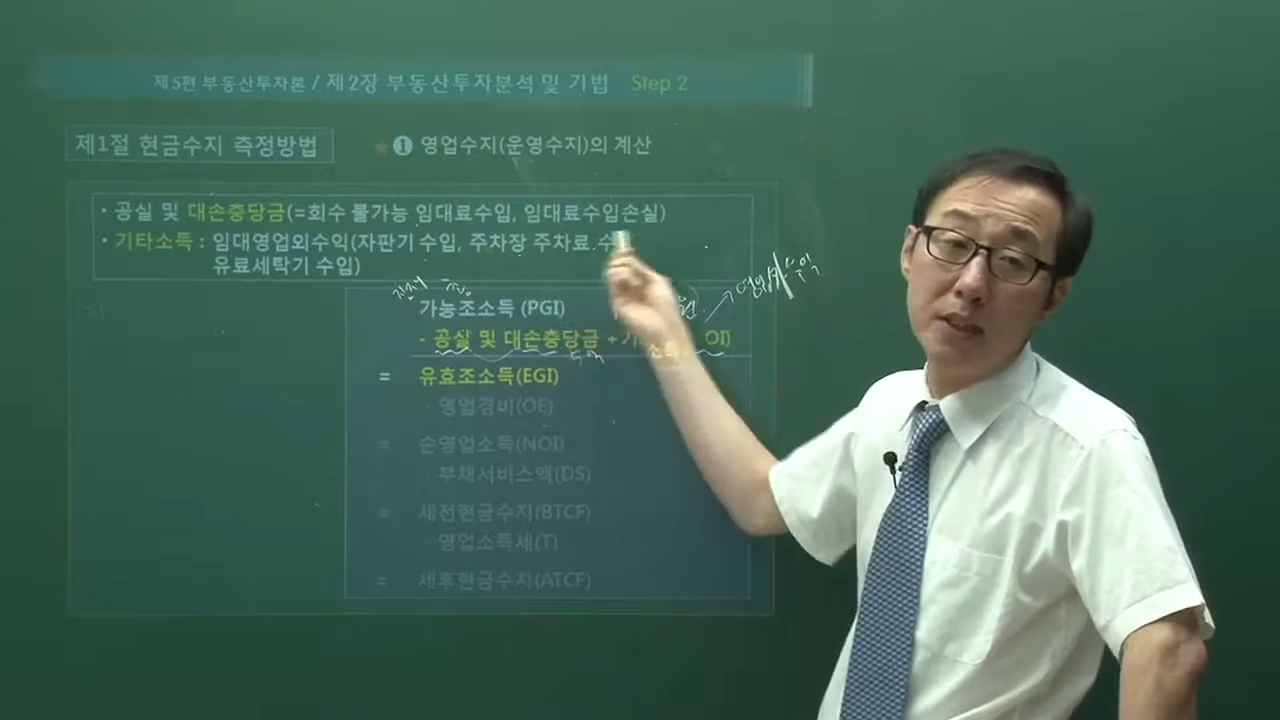 제5편 부동산투자론 / 제2장 부동산투자분석 및 기법 Step 2
제1절 현금수지 측정방법
★ ❶ 영업수지(운영수지)의 계산
• 공실 및 대손충당금(=회수 불가능 임대료수입, 임대료수입손실)
• 기타소득 : 임대영업외수익(자판기 수입, 주차장 주차료.수
유료세탁기 수입)
영업외수익
가능조소득 (PGI)
- 공실 및 대손충당금 + 기 OI)
= 유효조소득(EGI)
- 영업경비(OE)
= 순영업소득(NOI)
부채서비스액(DS)
= 세전현금수지(BTCF)
- 영업소득세(T)
= 세후현금수지(ATCF)